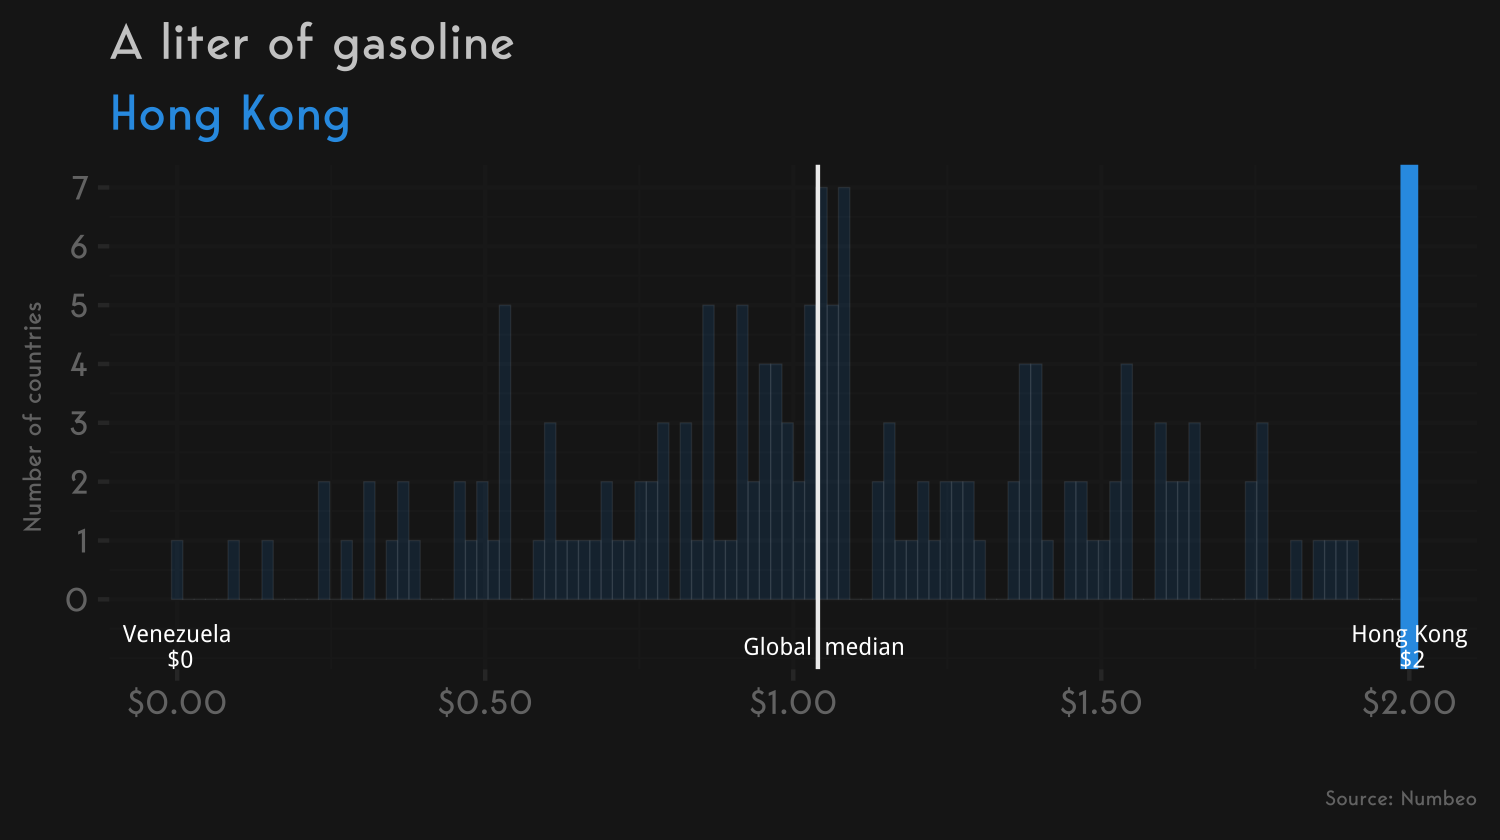 A liter of gasoline
Hong Kong
Number of countries
7
6
5
4
3
2
1
0
Venezuela
$0
Global median
Hong Kong
$2
$0.00 $0.50 $1.00 $1.50 $2.00
Source: Numbeo